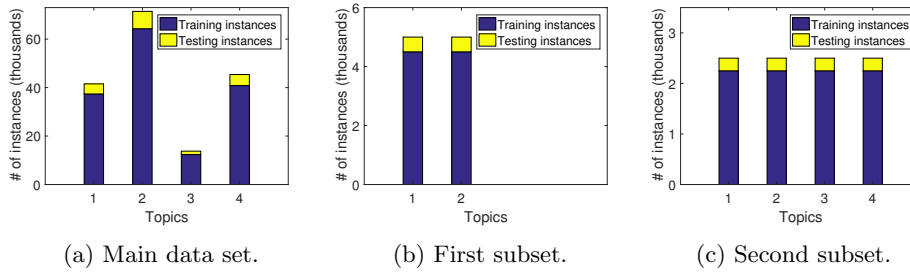 # of instances (thousands)
60
40
20
0
Training instances
Testing instances
1 2 3 4
Topics
(a) Main data set.
# of instances (thousands)
6
4
2
0
Training instances
Testing instances
1 2
Topics
(b) First subset.
# of instances (thousands)
3
2
1
0
Training instances
Testing instances
1 2 3 4
Topics
(c) Second subset.